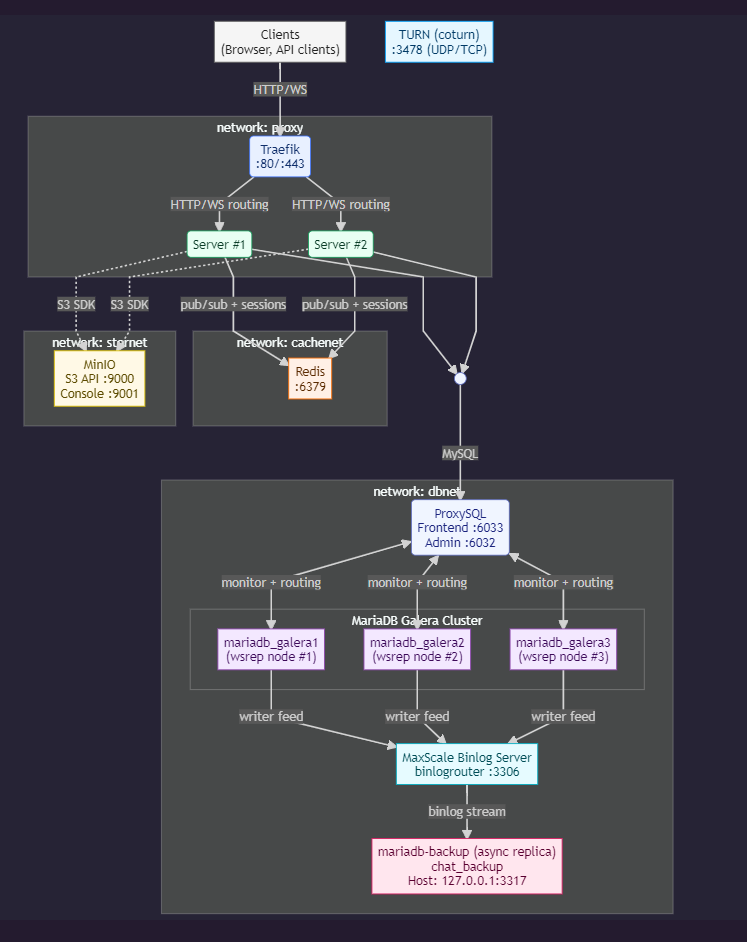 Clients
(Browser, API clients)
TURN (coturn)
:3478 (UDP/TCP)
HTTP/WS
network: proxy
Traefik
:80/:443
HTTP/WS routing
HTTP/WS routing
Server #1
Server #2
S3 SDK
S3 SDK
pub/sub + sessions
pub/sub + sessions
network: stornet
network: cachenet
MinIO
S3 API :9000
Console :9001
Redis
:6379
MySQL
network: dbnet
ProxySQL
Frontend :6033
Admin :6032
monitor + routing
monitor + routing
monitor + routing
MariaDB Galera Cluster
mariadb_galera1
(wsrep node #1)
mariadb_galera2
(wsrep node #2)
mariadb_galera3
(wsrep node #3)
writer feed
writer feed
writer feed
MaxScale Binlog Server
binlogrouter :3306
binlog stream
mariadb-backup (async replica)
chat_backup
Host: 127.0.0.1:3317